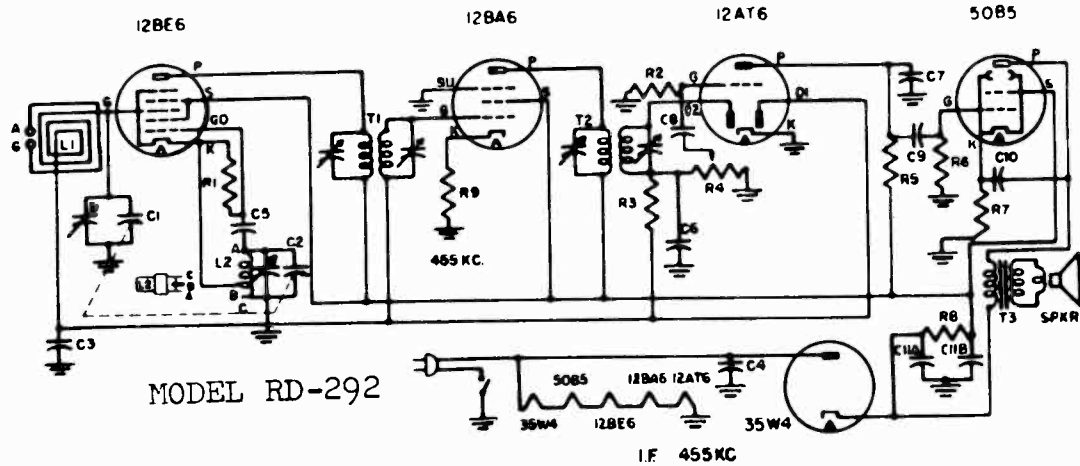 12BE6
12BA6
12AT6
50B5
P
S
GO
K
G
A
G
L1
R1
C5
C1
A
L2
C2
B
C
L2
C
B
A
C3
T1
P
SU
G
S
K
R9
455 KC.
T2
R2
G
D2
C8
P
D1
K
R4
R3
C6
C7
R5
C9
R6
P
G
S
K
C10
R7
T3
SPKR
R8
C11A
C11B
C4
MODEL RD-292
50B5
12BA6 12AT6
35W4
12BE6
35W4
I.F. 455KC